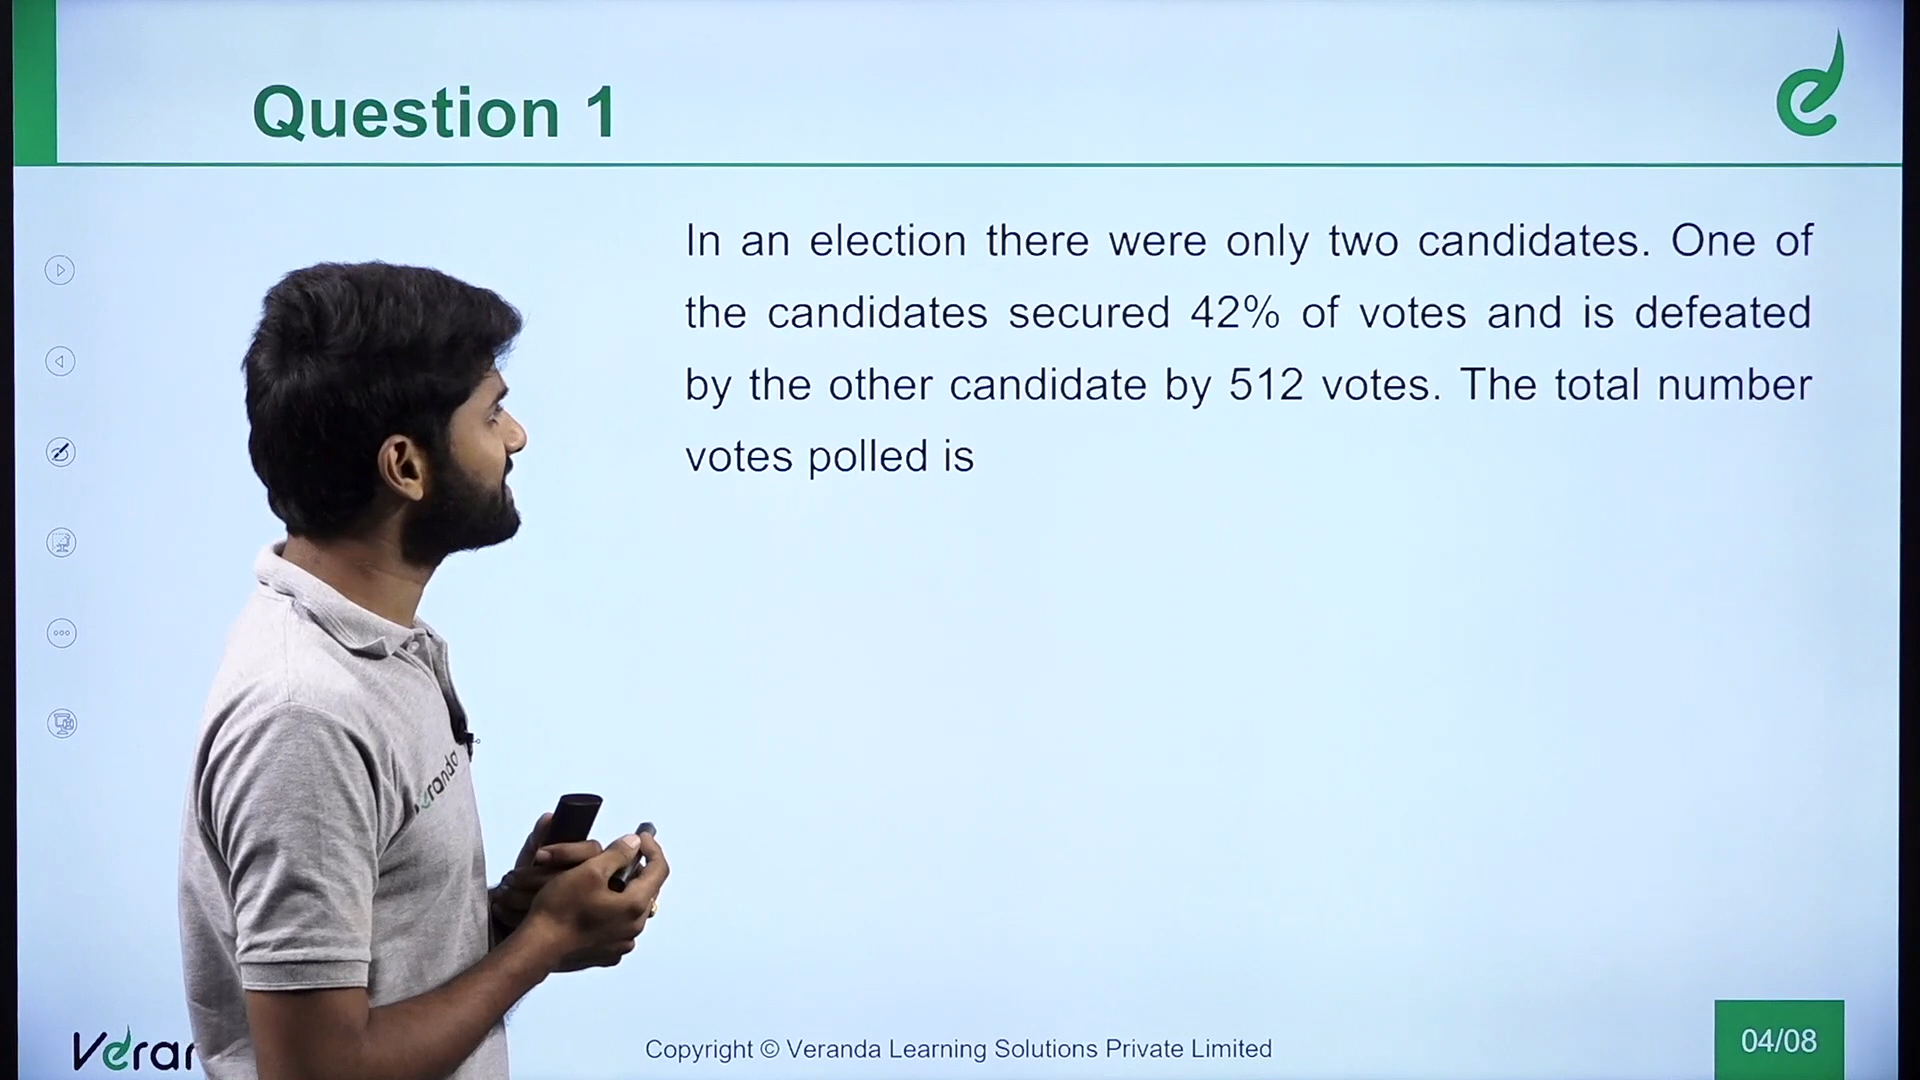 Question 1
In an election there were only two candidates. One of
the candidates secured 42% of votes and is defeated
by the other candidate by 512 votes. The total number
votes polled is
Veran
Copyright © Veranda Learning Solutions Private Limited
04/08